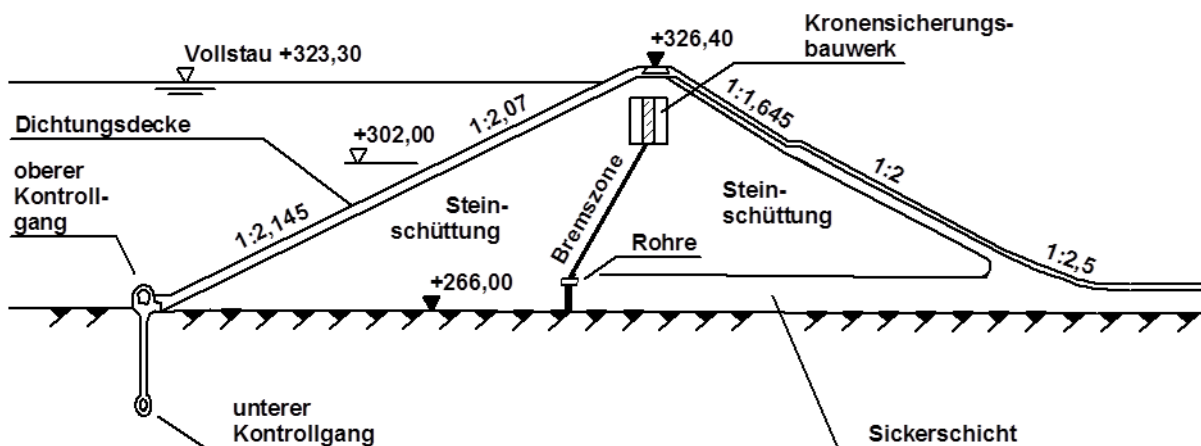 Kronensicherungs-
bauwerk
+326,40
Vollstau +323,30
1:2,07
1:1,645
Dichtungsdecke
+302,00
oberer
Kontroll-
gang
1:2,145
Stein-
schüttung
Bremszone
Stein-
schüttung
1:2
Rohre
1:2,5
+266,00
unterer
Kontrollgang
Sickerschicht